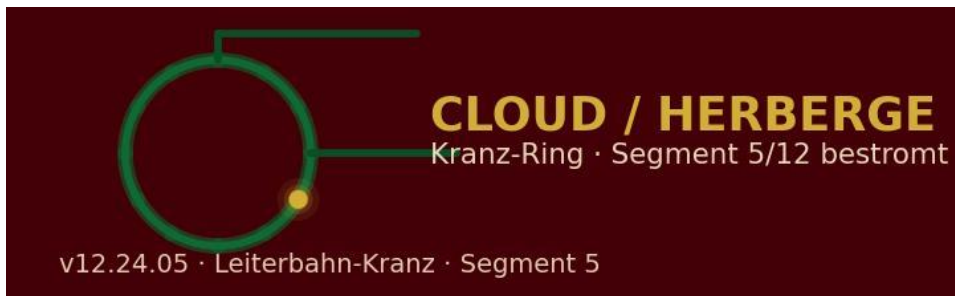 CLOUD / HERBERGE
Kranz-Ring · Segment 5/12 bestromt
v12.24.05 · Leiterbahn-Kranz · Segment 5